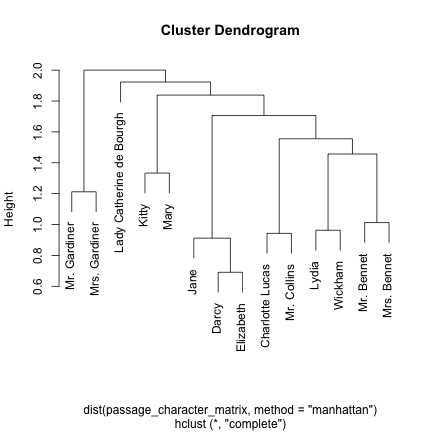 Cluster Dendrogram
Height
2.0
1.8
1.6
1.4
1.2
1.0
0.8
0.6
Mr. Gardiner
Mrs. Gardiner
Lady Catherine de Bourgh
Kitty
Mary
Jane
Darcy
Elizabeth
Charlotte Lucas
Mr. Collins
Lydia
Wickham
Mr. Bennet
Mrs. Bennet
dist(passage_character_matrix, method = "manhattan")
hclust (*, "complete")